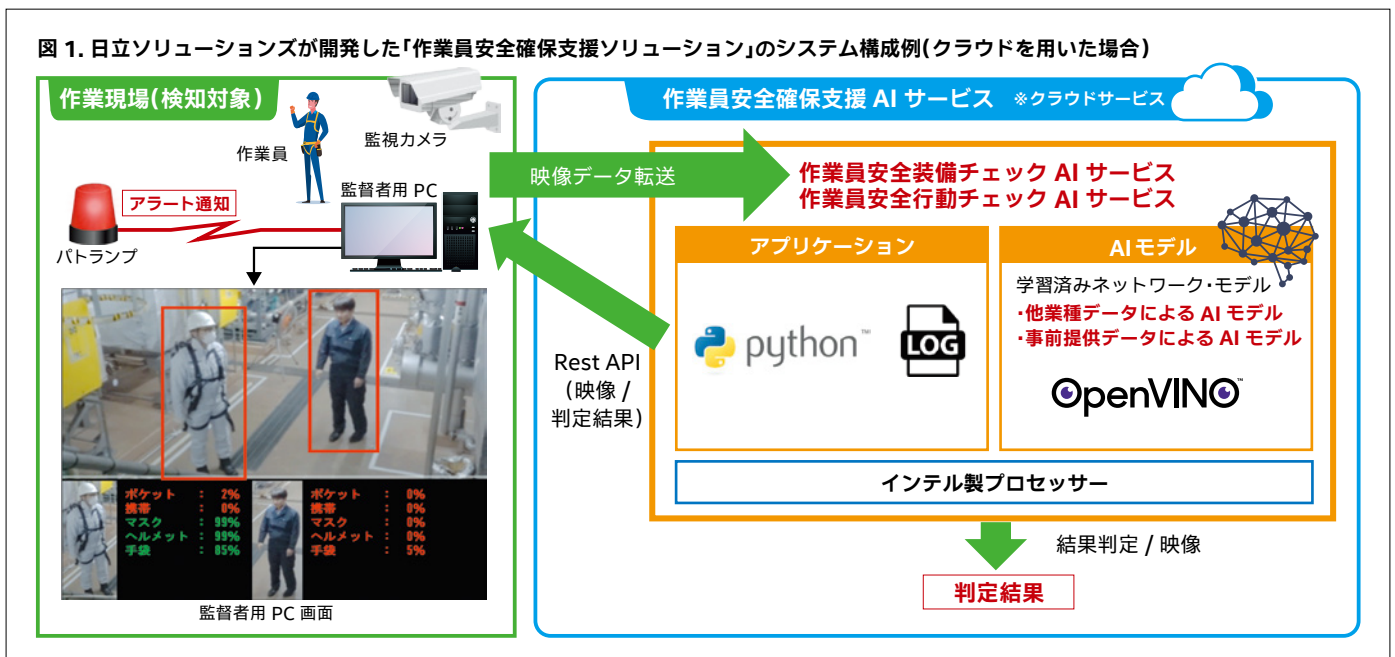 図 1. 日立ソリューションズが開発した「作業員安全確保支援ソリューション」のシステム構成例(クラウドを用いた場合)
作業現場(検知対象)
作業員
監視カメラ
監督者用 PC
アラート通知
パトランプ
ポケット : 2%
携帯 : 0%
マスク : 99%
ヘルメット : 99%
手袋 : 85%
ポケット : 0%
携帯 : 0%
マスク : 0%
ヘルメット : 0%
手袋 : 5%
監督者用 PC 画面
映像データ転送
Rest API
(映像 /
判定結果)
作業員安全確保支援 AI サービス ※クラウドサービス
作業員安全装備チェック AI サービス
作業員安全行動チェック AI サービス
アプリケーション
python™
LOG
AIモデル
学習済みネットワーク・モデル
・他業種データによる AI モデル
・事前提供データによる AI モデル
OpenVINO™
インテル製プロセッサー
結果判定 / 映像
判定結果